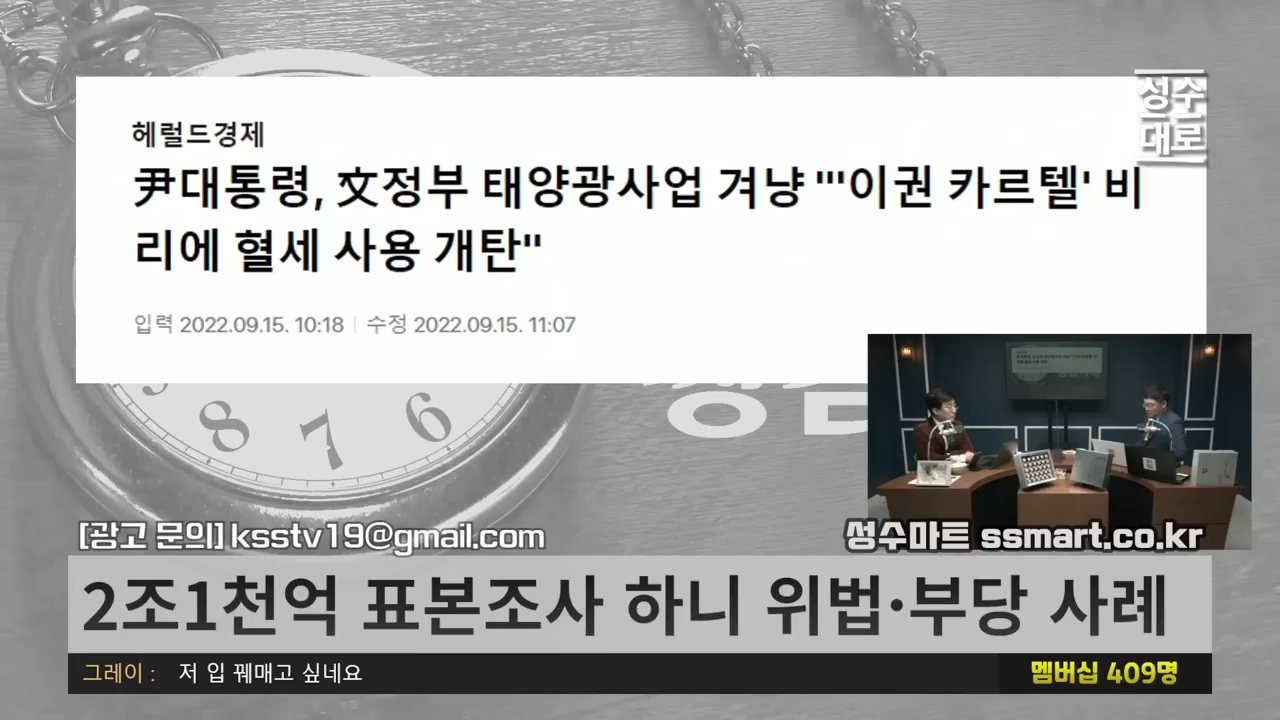 헤럴드경제
尹대통령, 文정부 태양광사업 겨냥 "'이권 카르텔' 비
리에 혈세 사용 개탄"
입력 2022.09.15. 10:18 | 수정 2022.09.15. 11:07
성수
대로
8 7 6
[광고 문의] ksstv19@gmail.com
성수마트 ssmart.co.kr
2조1천억 표본조사 하니 위법·부당 사례
그레이 : 저 입 꿰매고 싶네요
멤버십 409명